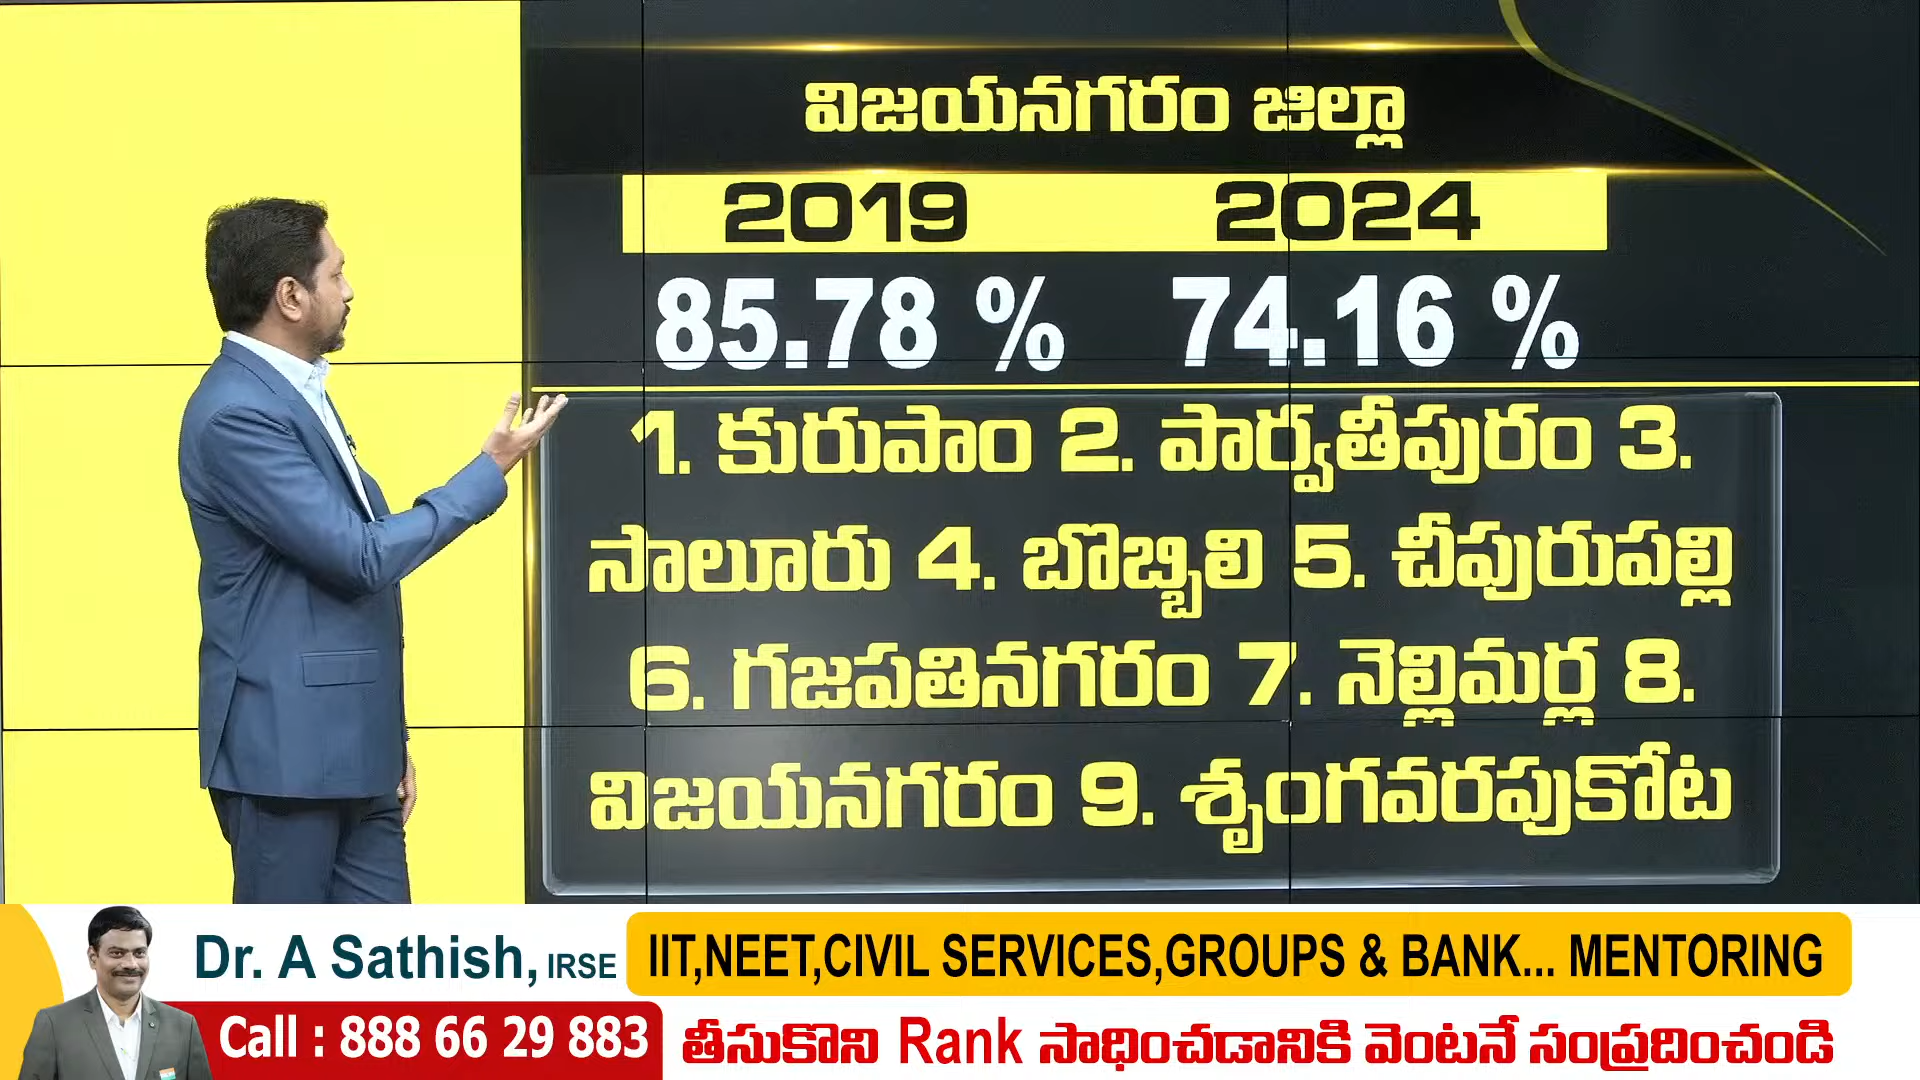 విజయనగరం జిల్లా
2019 2024
85.78 % 74.16 %
1. కురుపాం 2. పార్వతీపురం 3.
సాలూరు 4. బొబ్బిలి 5. చీపురుపల్లి
6. గజపతినగరం 7. నెల్లిమర్ల 8.
విజయనగరం 9. శృంగవరపుకోట
Dr. A Sathish, IRSE
IIT,NEET,CIVIL SERVICES,GROUPS & BANK... MENTORING
Call : 888 66 29 883
తీసుకొని Rank సాధించడానికి వెంటనే సంప్రదించండి